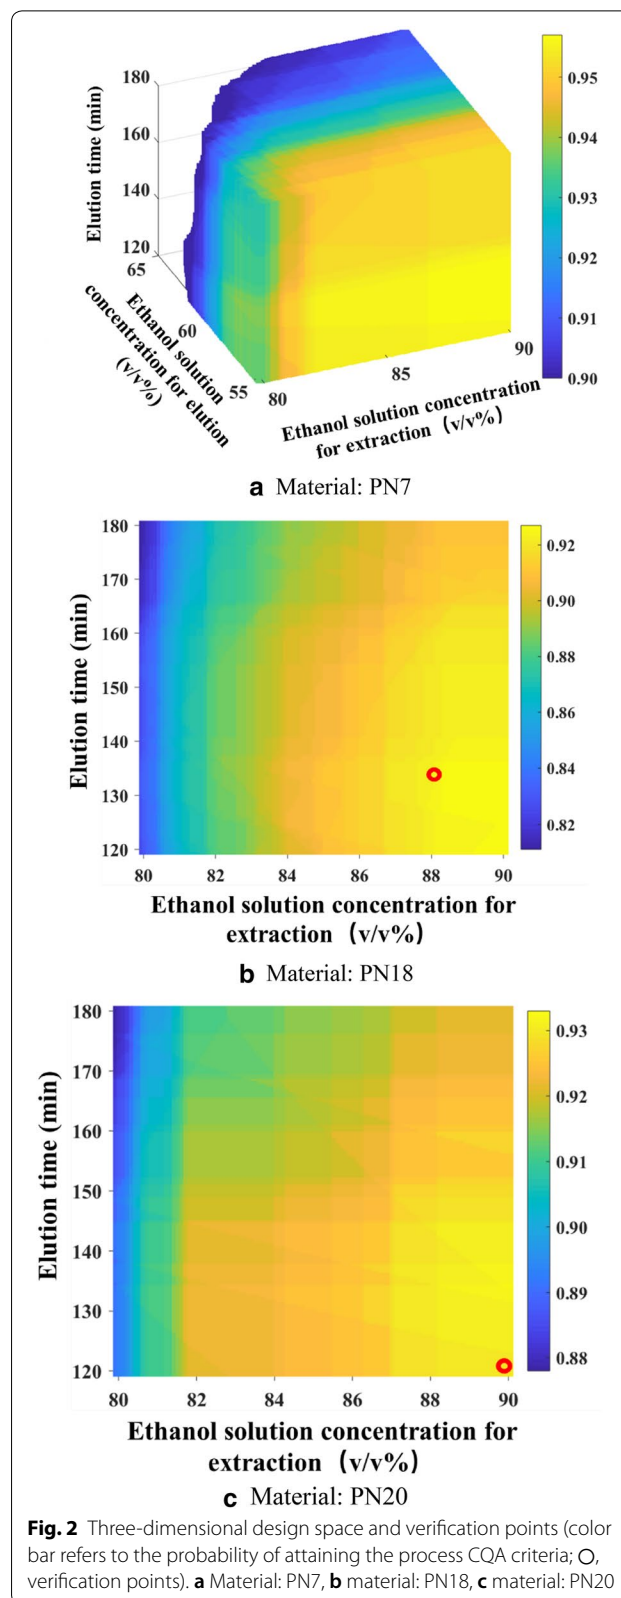 180
160
140
120
Elution time (min)
65
60
55
Ethanol solution
concentration for elution
(v/v%)
80
85
90
Ethanol solution concentration
for extraction (v/v%)
0.95
0.94
0.93
0.92
0.91
0.90
a Material: PN7
180
170
160
150
140
130
120
Elution time (min)
80 82 84 86 88 90
Ethanol solution concentration for
extraction (v/v%)
0.92
0.90
0.88
0.86
0.84
0.82
b Material: PN18
180
170
160
150
140
130
120
Elution time (min)
80 82 84 86 88 90
Ethanol solution concentration for
extraction (v/v%)
0.93
0.92
0.91
0.90
0.89
0.88
c Material: PN20
Fig. 2 Three-dimensional design space and verification points (color
bar refers to the probability of attaining the process CQA criteria; O,
verification points). a Material: PN7, b material: PN18, c material: PN20